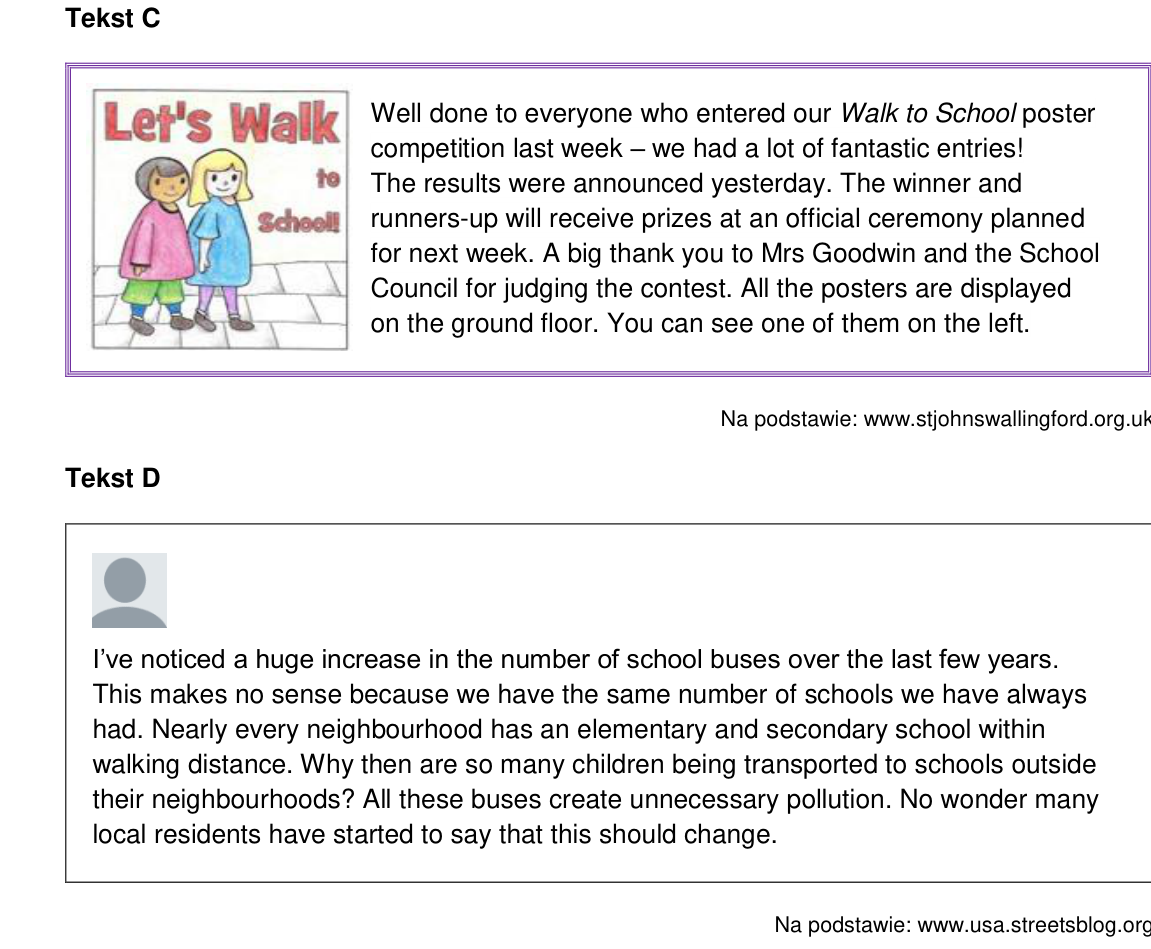 Tekst C
Let's Walk
to
School!
Well done to everyone who entered our Walk to School poster
competition last week – we had a lot of fantastic entries!
The results were announced yesterday. The winner and
runners-up will receive prizes at an official ceremony planned
for next week. A big thank you to Mrs Goodwin and the School
Council for judging the contest. All the posters are displayed
on the ground floor. You can see one of them on the left.
Na podstawie: www.stjohnswallingford.org.uk
Tekst D
I've noticed a huge increase in the number of school buses over the last few years.
This makes no sense because we have the same number of schools we have always
had. Nearly every neighbourhood has an elementary and secondary school within
walking distance. Why then are so many children being transported to schools outside
their neighbourhoods? All these buses create unnecessary pollution. No wonder many
local residents have started to say that this should change.
Na podstawie: www.usa.streetsblog.org